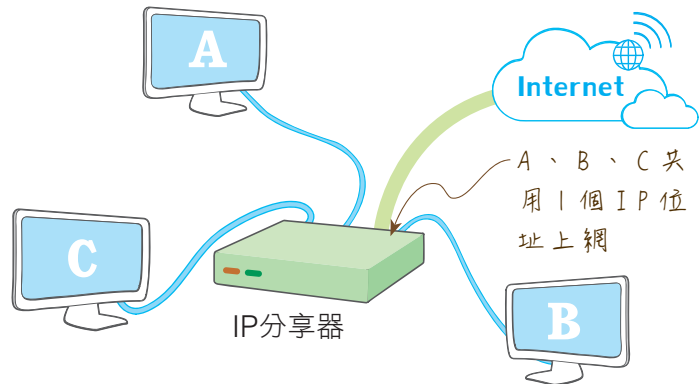 A
Internet
A、B、C共
用1個IP位
址上網
C
IP分享器
B